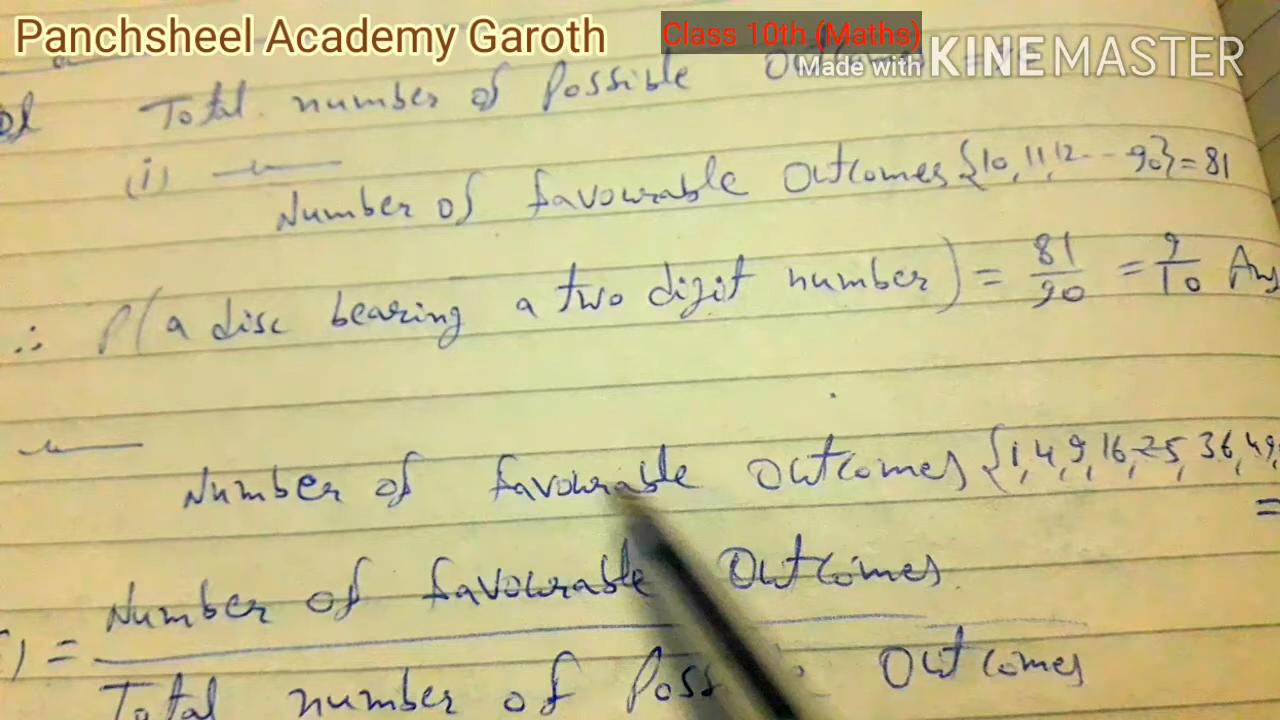 Panchsheel Academy Garoth
Class 10th (Maths)
Made with KINEMASTER
Total number of Possible
(i)
Number of favourable outcomes {10, 11, 12 - - 90} = 81
∴ P(a disc bearing a two digit number) = 81/90 = 9/10 Ans
Number of favourable outcomes {1, 4, 9, 16, 25, 36, 49,
=
) = Number of favourable outcomes
Total number of Outcomes